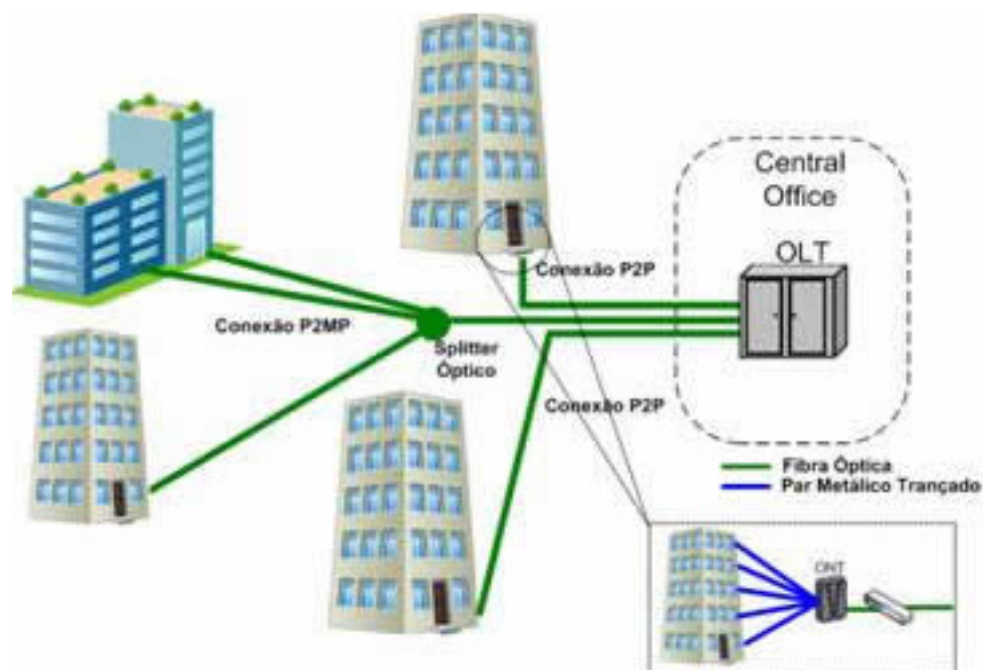 Central
Office
OLT
Conexão P2P
Conexão P2MP
Splitter
Óptico
Conexão P2P
Fibra Óptica
Par Metálico Trançado
ONT